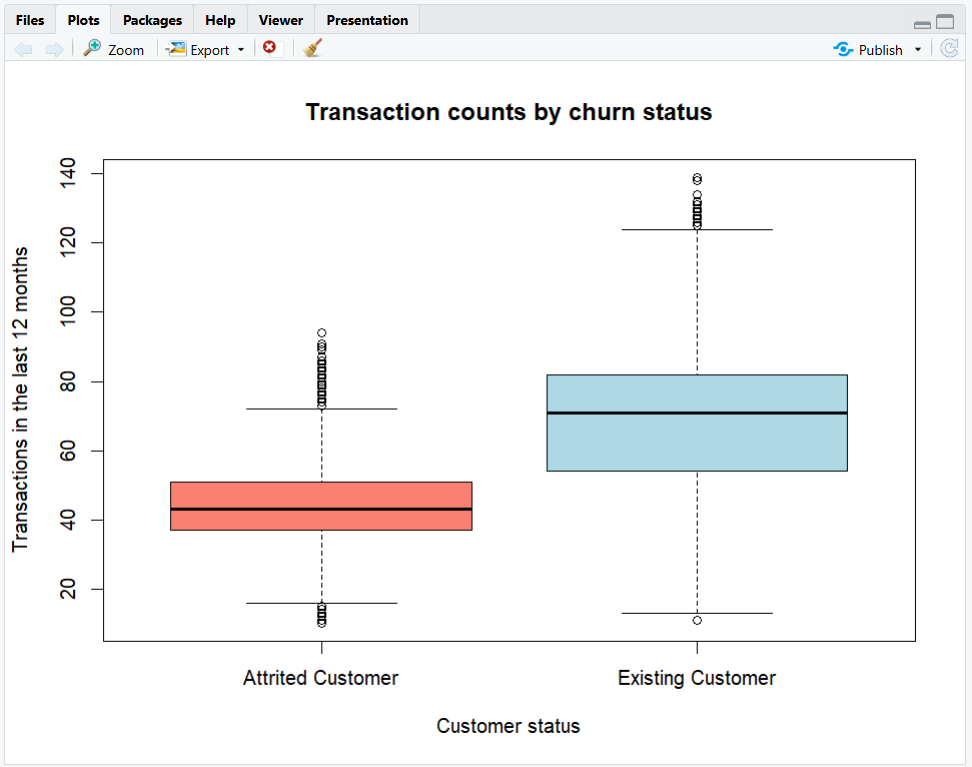 Files Plots Packages Help Viewer Presentation
Zoom Export Publish
Transaction counts by churn status
Transactions in the last 12 months
140
120
100
80
60
40
20
Attrited Customer Existing Customer
Customer status